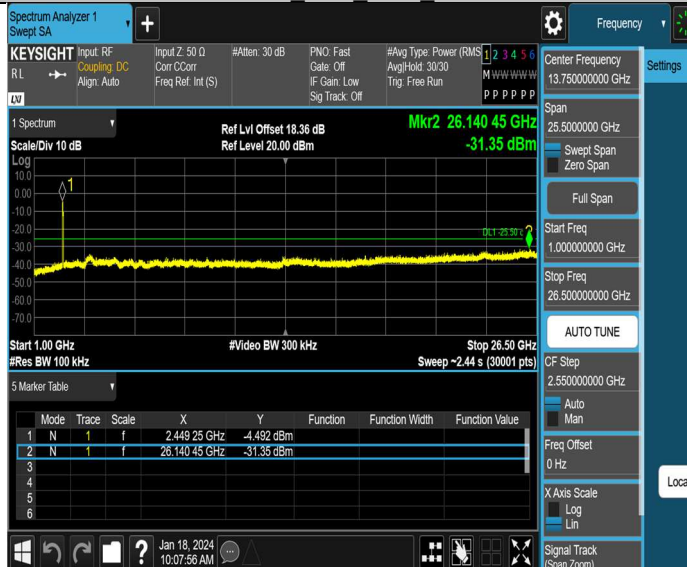 Spectrum Analyzer 1
Swept SA
Frequency
KEYSIGHT
RL
LXI
Input: RF
Coupling: DC
Align: Auto
Input Z: 50 Ω
Corr CCorr
Freq Ref: Int (S)
#Atten: 30 dB
PNO: Fast
Gate: Off
IF Gain: Low
Sig Track: Off
#Avg Type: Power (RMS
Avg|Hold: 30/30
Trig: Free Run
1 2 3 4 5 6
M W W W W W
P P P P P P
1 Spectrum
Scale/Div 10 dB
Ref Lvl Offset 18.36 dB
Ref Level 20.00 dBm
Mkr2 26.140 45 GHz
-31.35 dBm
Log
10.0
0.00
-10.0
-20.0
-30.0
-40.0
-50.0
-60.0
-70.0
1
DL1 -25.50
2
Start 1.00 GHz
#Video BW 300 kHz
Stop 26.50 GHz
#Res BW 100 kHz
Sweep ~2.44 s (30001 pts)
5 Marker Table
Mode Trace Scale X Y Function Function Width Function Value
1 N 1 f 2.449 25 GHz -4.492 dBm
2 N 1 f 26.140 45 GHz -31.35 dBm
3
4
5
6
Jan 18, 2024
10:07:56 AM
?
Center Frequency
13.750000000 GHz
Span
25.5000000 GHz
Swept Span
Zero Span
Full Span
Start Freq
1.000000000 GHz
Stop Freq
26.500000000 GHz
AUTO TUNE
CF Step
2.550000000 GHz
Auto
Man
Freq Offset
0 Hz
X Axis Scale
Log
Lin
Signal Track
(Span Zoom)
Settings
Loca